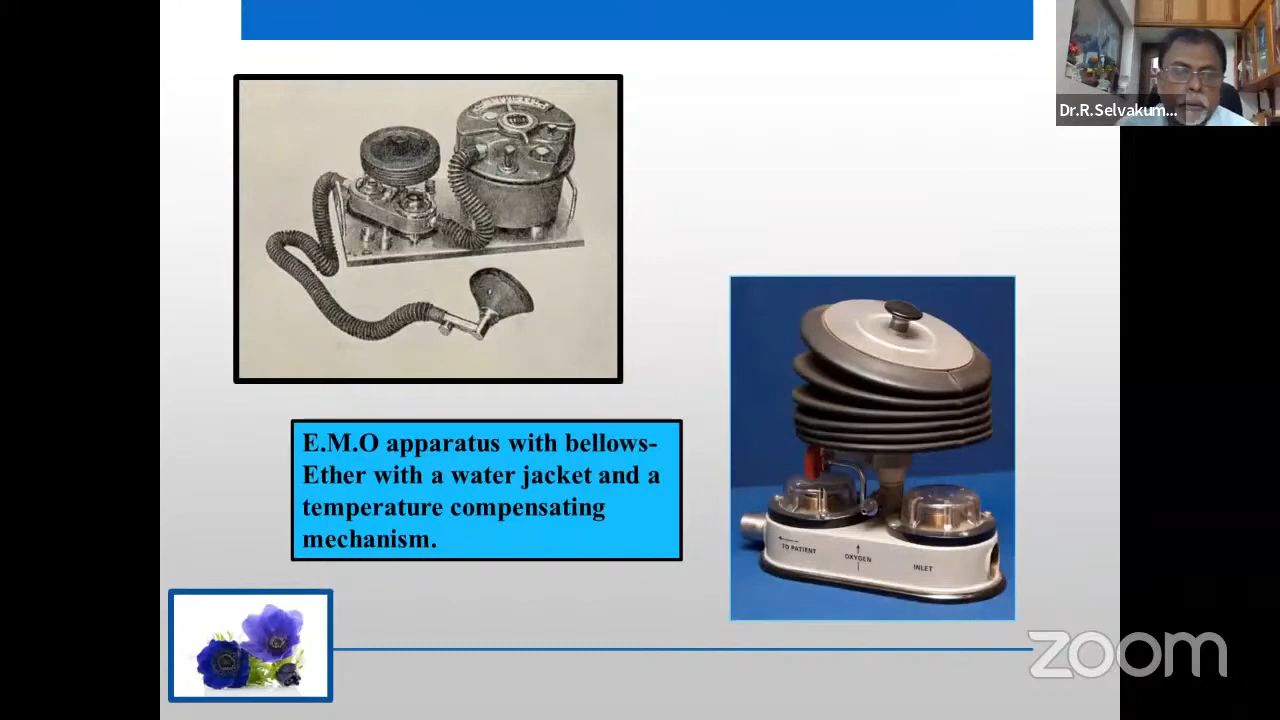 Dr.R.Selvakum...
E.M.O apparatus with bellows-
Ether with a water jacket and a
temperature compensating
mechanism.
TO PATIENT
OXYGEN
INLET
zoom